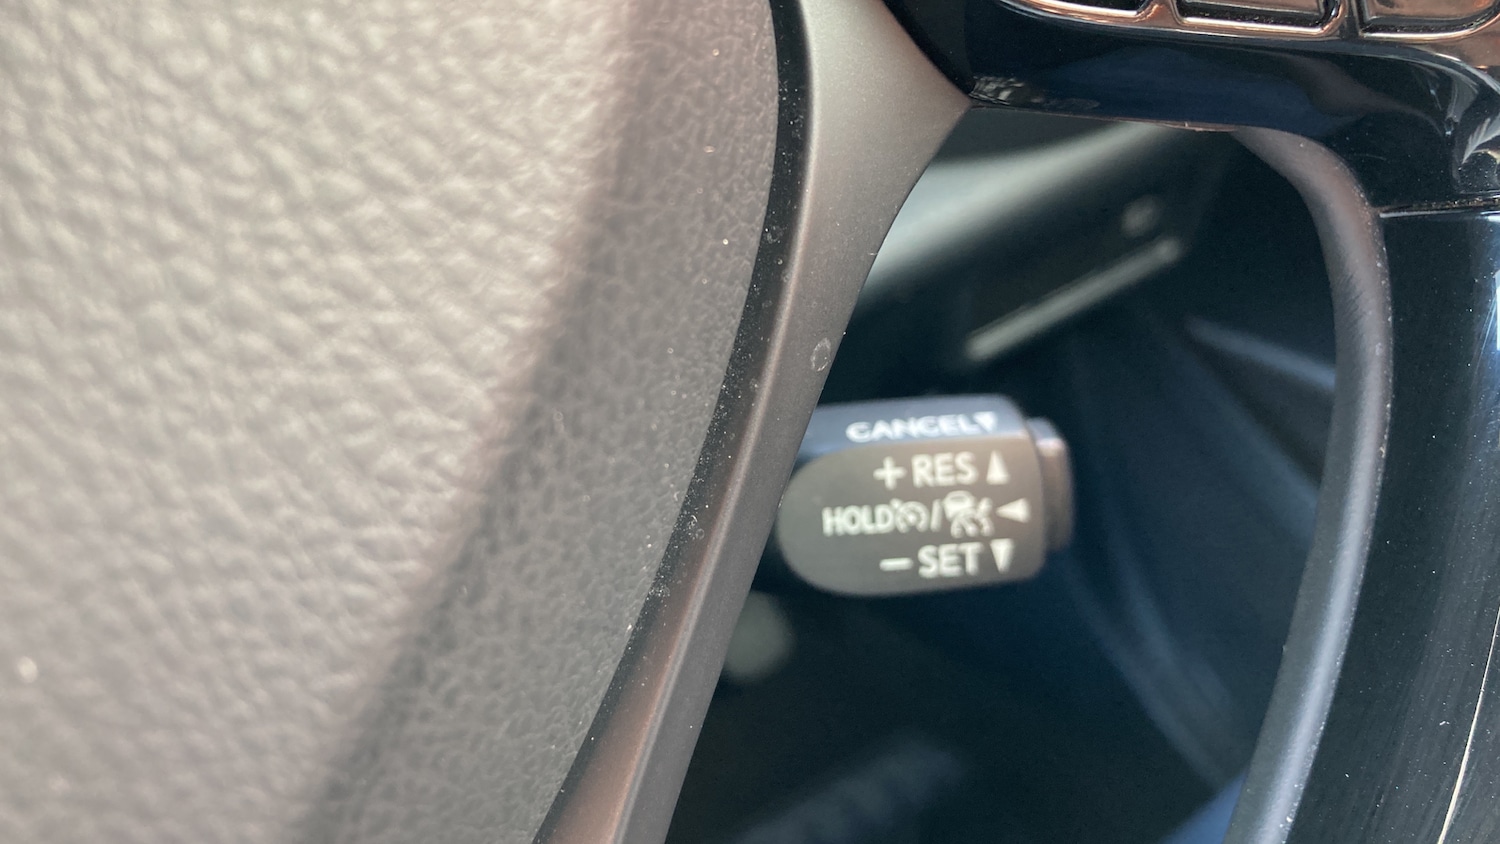 CANCEL▼
+ RES ▲
HOLD / ◄
− SET ▼